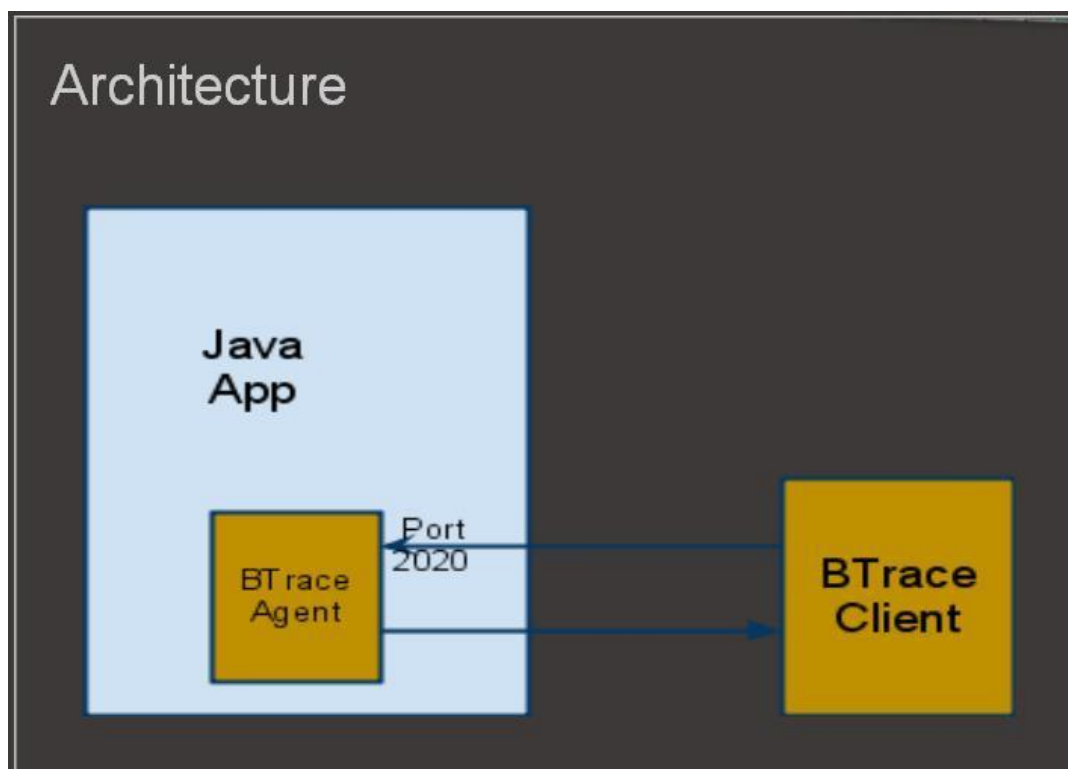 Architecture
Java
App
Port
2020
BTrace
Agent
BTrace
Client